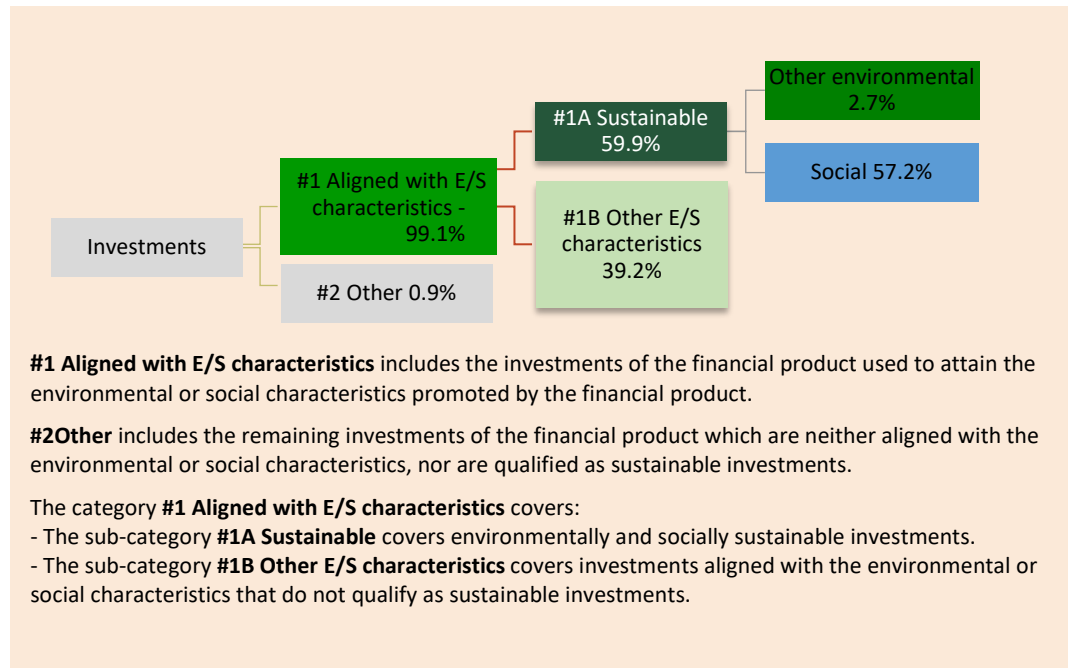 Investments
#1 Aligned with E/S
characteristics -
99.1%
#2 Other 0.9%
#1A Sustainable
59.9%
#1B Other E/S
characteristics
39.2%
Other environmental
2.7%
Social 57.2%
#1 Aligned with E/S characteristics includes the investments of the financial product used to attain the
environmental or social characteristics promoted by the financial product.
#2Other includes the remaining investments of the financial product which are neither aligned with the
environmental or social characteristics, nor are qualified as sustainable investments.
The category #1 Aligned with E/S characteristics covers:
- The sub-category #1A Sustainable covers environmentally and socially sustainable investments.
- The sub-category #1B Other E/S characteristics covers investments aligned with the environmental or
social characteristics that do not qualify as sustainable investments.